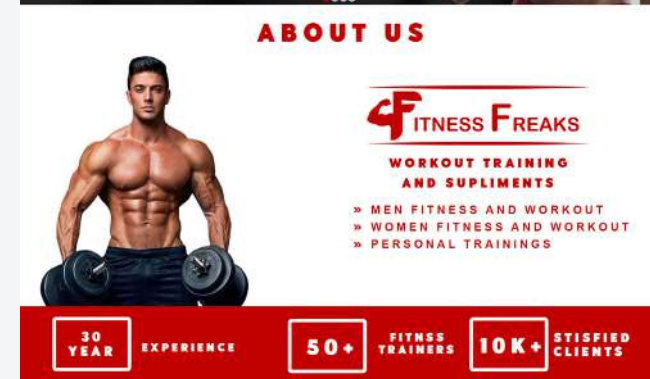 ABOUT US
FITNESS FREAKS
WORKOUT TRAINING
AND SUPLIMENTS
» MEN FITNESS AND WORKOUT
» WOMEN FITNESS AND WORKOUT
» PERSONAL TRAININGS
30
YEAR
EXPERIENCE
50+
FITNSS
TRAINERS
10K+
STISFIED
CLIENTS